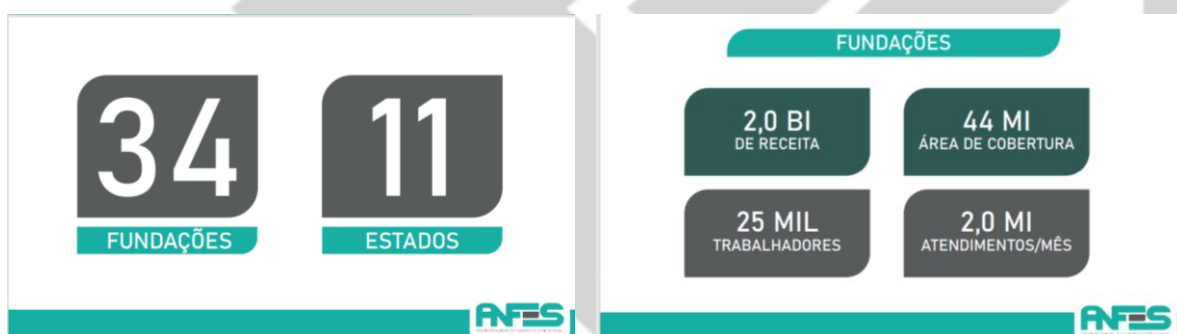 34
FUNDAÇÕES
11
ESTADOS
ANFES
FUNDAÇÕES
2,0 BI
DE RECEITA
44 MI
ÁREA DE COBERTURA
25 MIL
TRABALHADORES
2,0 MI
ATENDIMENTOS/MÊS
ANFES